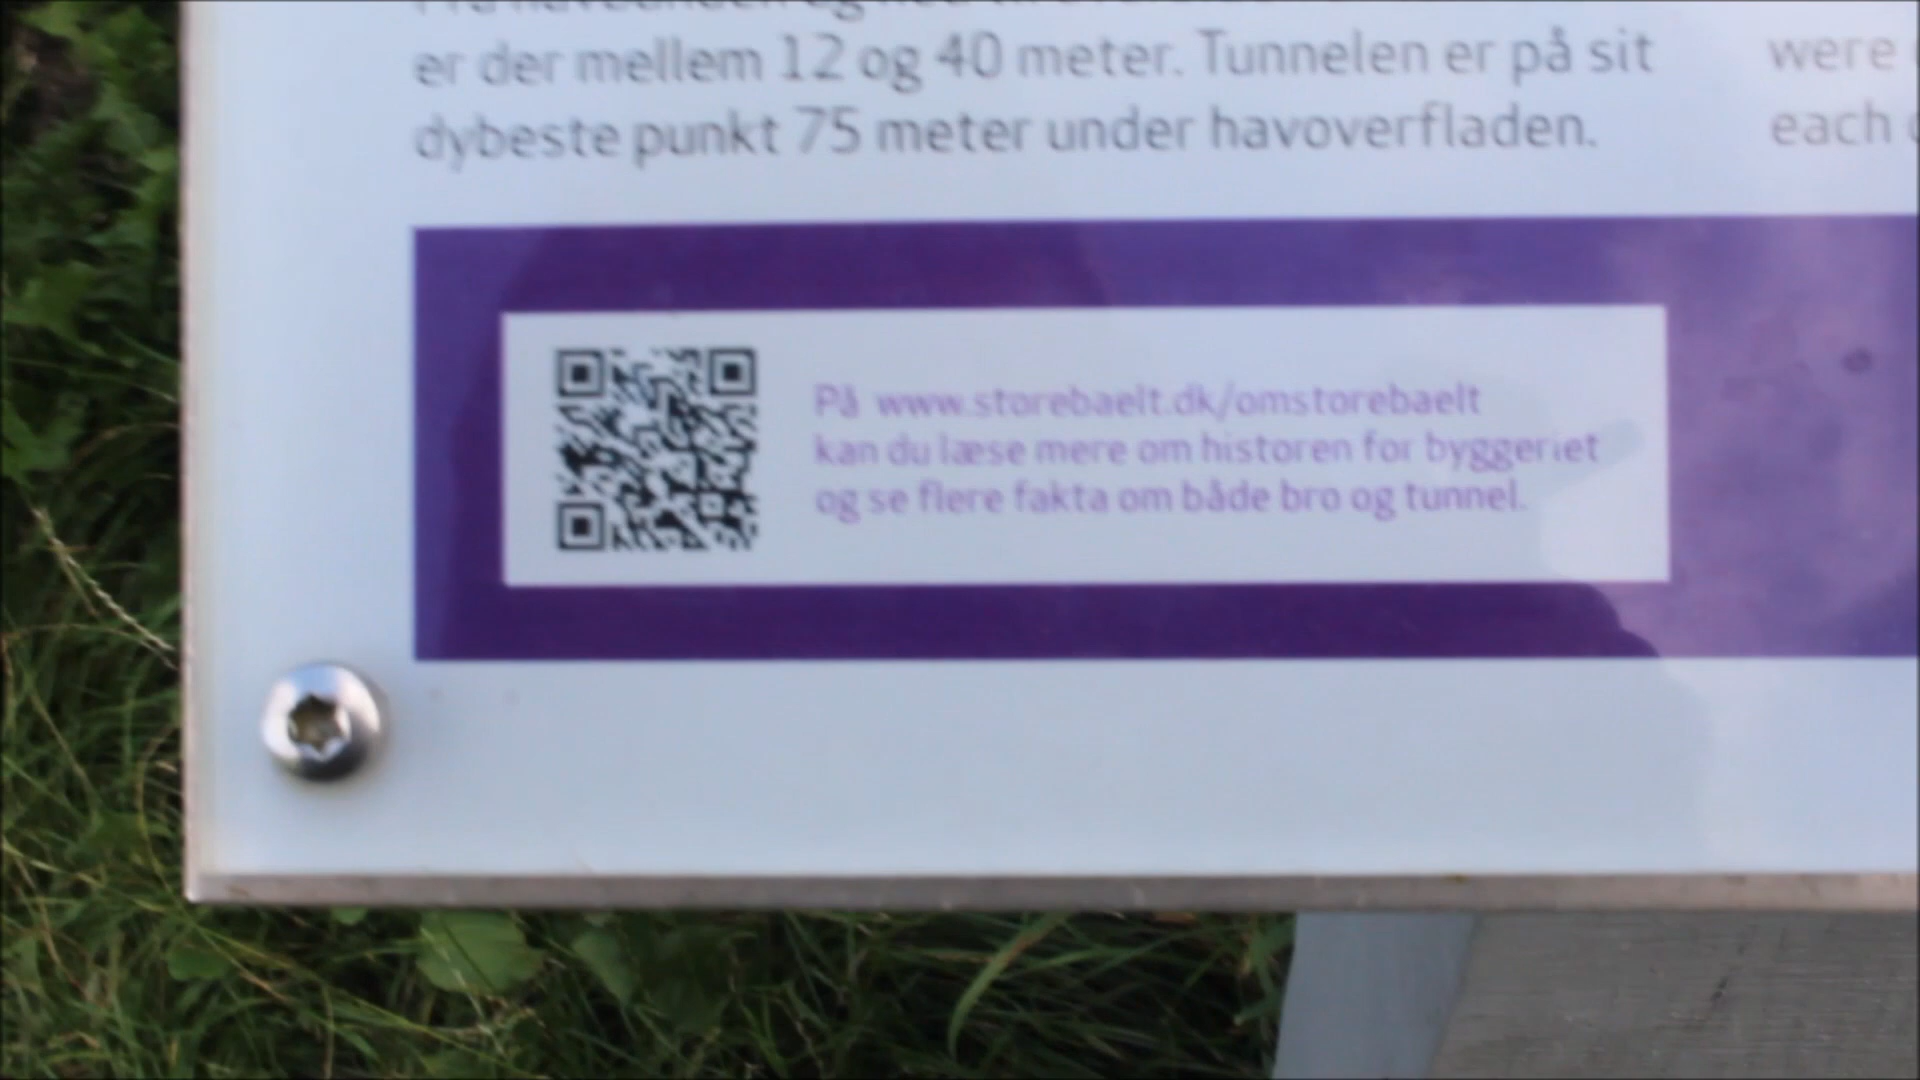 er der mellem 12 og 40 meter. Tunnelen er på sit
dybeste punkt 75 meter under havoverfladen.
were
each
På www.storebaelt.dk/omstorebaelt
kan du læse mere om historen for byggeriet
og se flere fakta om både bro og tunnel.